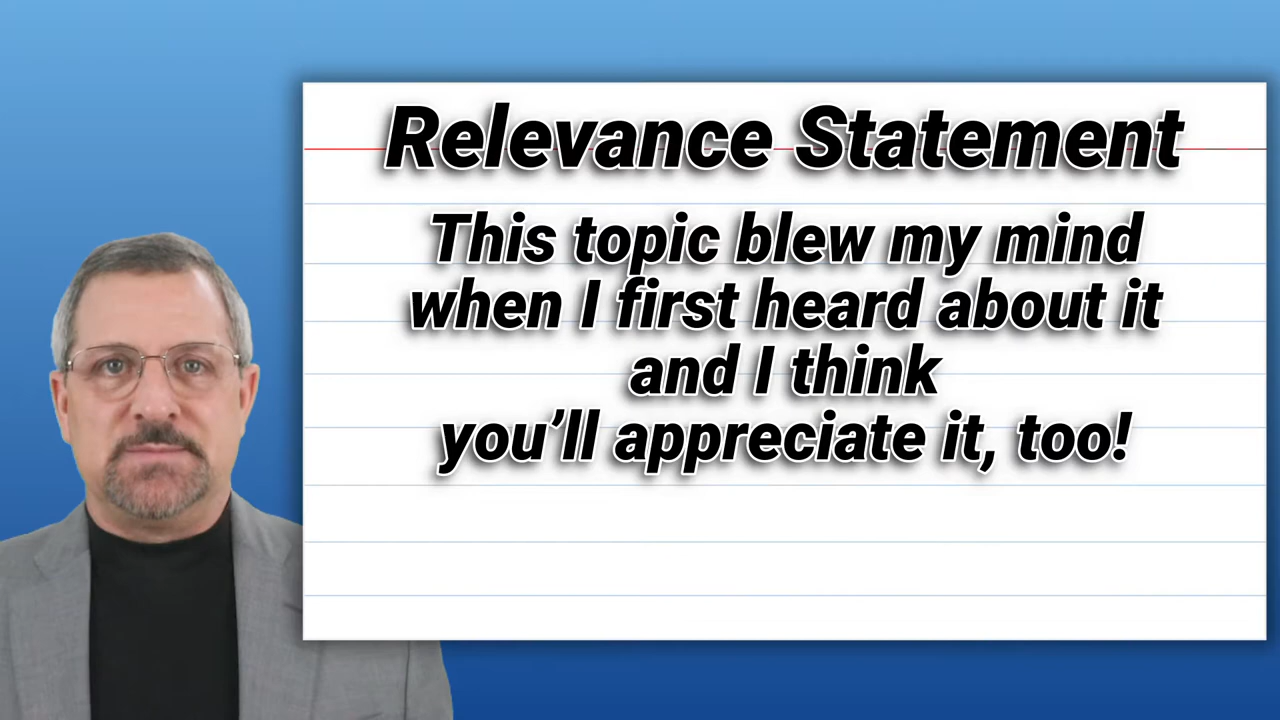 Relevance Statement
This topic blew my mind
when I first heard about it
and I think
you’ll appreciate it, too!